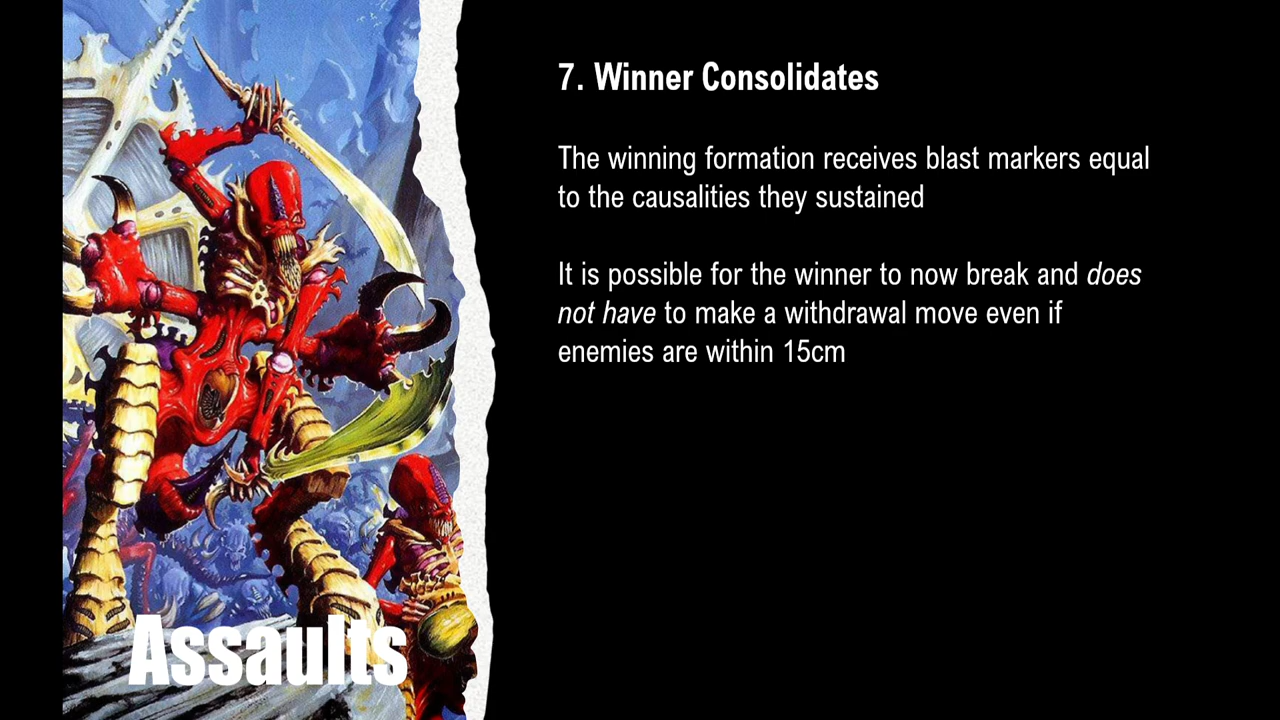 7. Winner Consolidates
The winning formation receives blast markers equal
to the causalities they sustained
It is possible for the winner to now break and does
not have to make a withdrawal move even if
enemies are within 15cm
Assaults